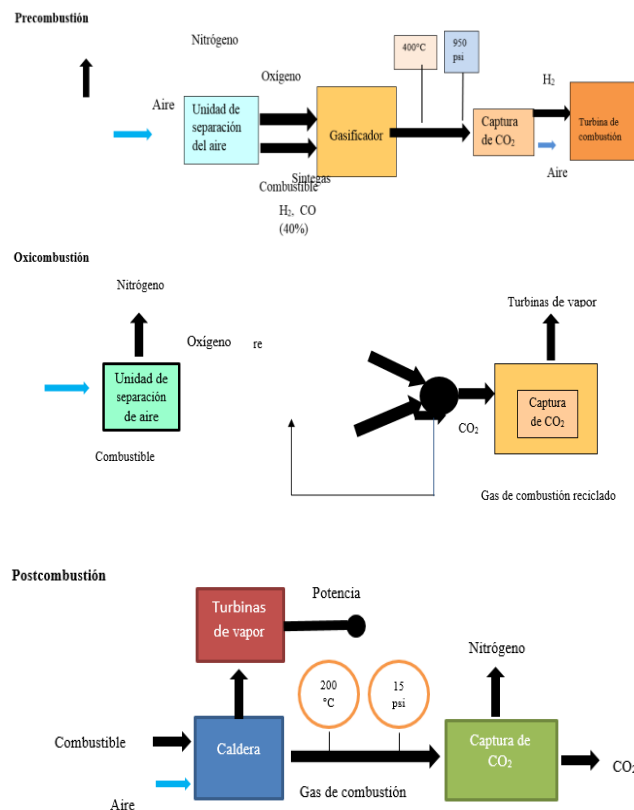 Precombustión
Nitrógeno
400°C
950
psi
Oxígeno
H2
Aire
Unidad de
separación
del aire
Gasificador
Captura
de CO2
Turbina de
combustión
Aire
Sintegas
Combustible
H2, CO
(40%)
Oxicombustión
Nitrógeno
Turbinas de vapor
Oxígeno
re
Unidad de
separación
de aire
Captura
de CO2
CO2
Combustible
Gas de combustión reciclado
Postcombustión
Turbinas
de vapor
Potencia
Nitrógeno
200
°C
15
psi
Combustible
Caldera
Captura de
CO2
CO2
Aire
Gas de combustión